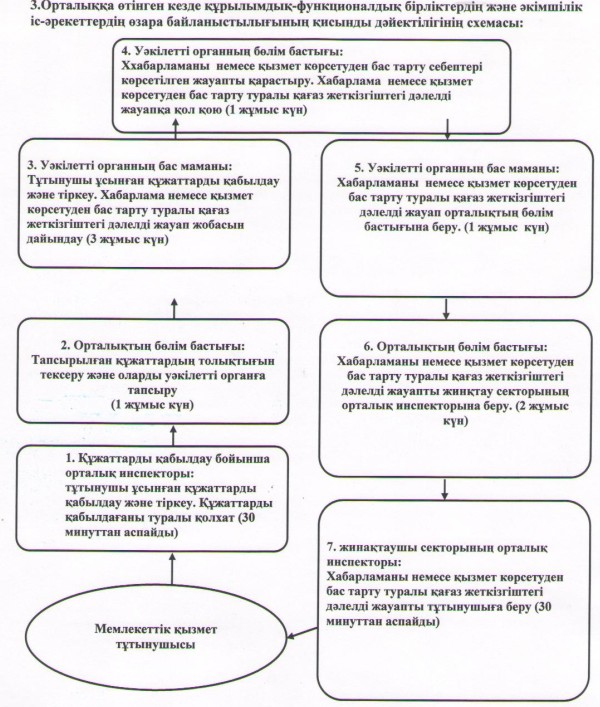 3.Орталыққа өтінген кезде құрылымдық-функционалдық бірліктердің және әкімшілік
іс-әрекеттердің өзара байланыстылығының қисынды дәйектілігінің схемасы:
4. Уәкілетті органның бөлім бастығы:
Ххабарламаны  немесе қызмет көрсетуден бас тарту себептері
көрсетілген жауапты қарастыру. Хабарлама  немесе қызмет
көрсетуден бас тарту туралы қағаз жеткізгіштегі дәлелді
жауапқа қол қою (1 жұмыс күн)
3. Уәкілетті органның бас маманы:
Тұтынушы ұсынған құжаттарды қабылдау
және тіркеу. Хабарлама немесе қызмет
көрсетуден бас тарту туралы қағаз
жеткізгіштегі дәлелді жауап жобасын
дайындау (3 жұмыс күн)
5. Уәкілетті органның бас маманы:
Хабарламаны  немесе қызмет көрсетуден
бас тарту туралы қағаз жеткізгіштегі
дәлелді жауап орталықтың бөлім
бастығына беру. (1 жұмыс  күн)
2. Орталықтың бөлім бастығы:
Тапсырылған құжаттардың толықтығын
тексеру және оларды уәкілетті органға
тапсыру
(1 жұмыс күн)
6. Орталықтың бөлім бастығы:
Хабарламаны немесе қызмет көрсетуден
бас тарту туралы қағаз жеткізгіштегі
дәлелді жауапты жинқтау секторының
орталық инспекторына беру. (2 жұмыс
күн)
1. Құжаттарды қабылдау бойынша
орталық инспекторы:
тұтынушы ұсынған құжаттарды
қабылдау және тіркеу. Құжаттарды
қабылдағаны туралы қолхат (30
минуттан аспайды)
7. жинақтаушы секторының орталық
инспекторы:
Хабарламаны немесе қызмет көрсетуден
бас тарту туралы қағаз жеткізгіштегі
дәлелді жауапты тұтынушыға беру (30
минуттан аспайды)
Мемлекеттік қызмет
тұтынушысы